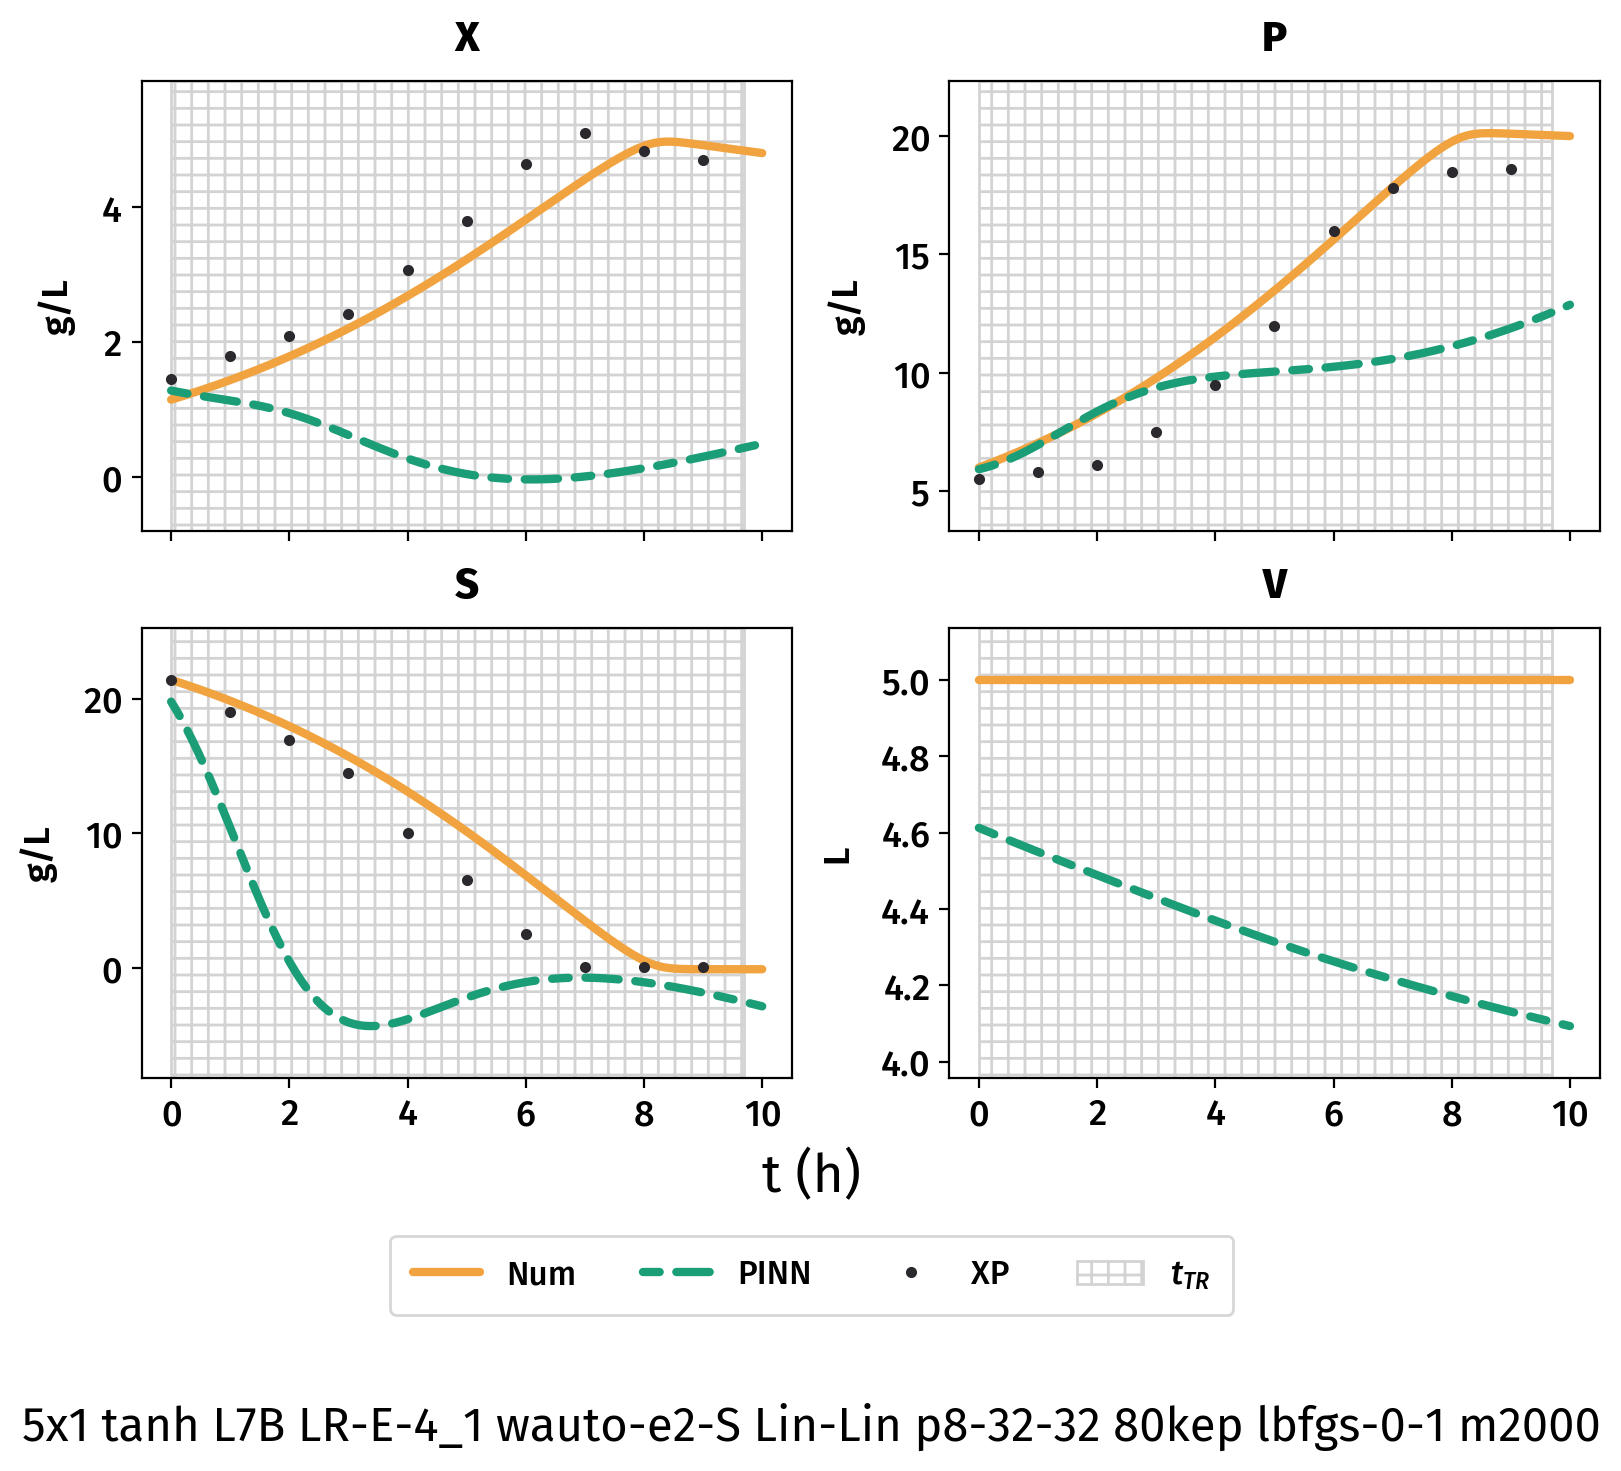 X
P
g/L
4
2
0
g/L
20
15
10
5
S
V
g/L
20
10
0
L
5.0
4.8
4.6
4.4
4.2
4.0
0 2 4 6 8 10
0 2 4 6 8 10
t (h)
Num PINN XP t_TR
5x1 tanh L7B LR-E-4_1 wauto-e2-S Lin-Lin p8-32-32 80kep lbfgs-0-1 m2000